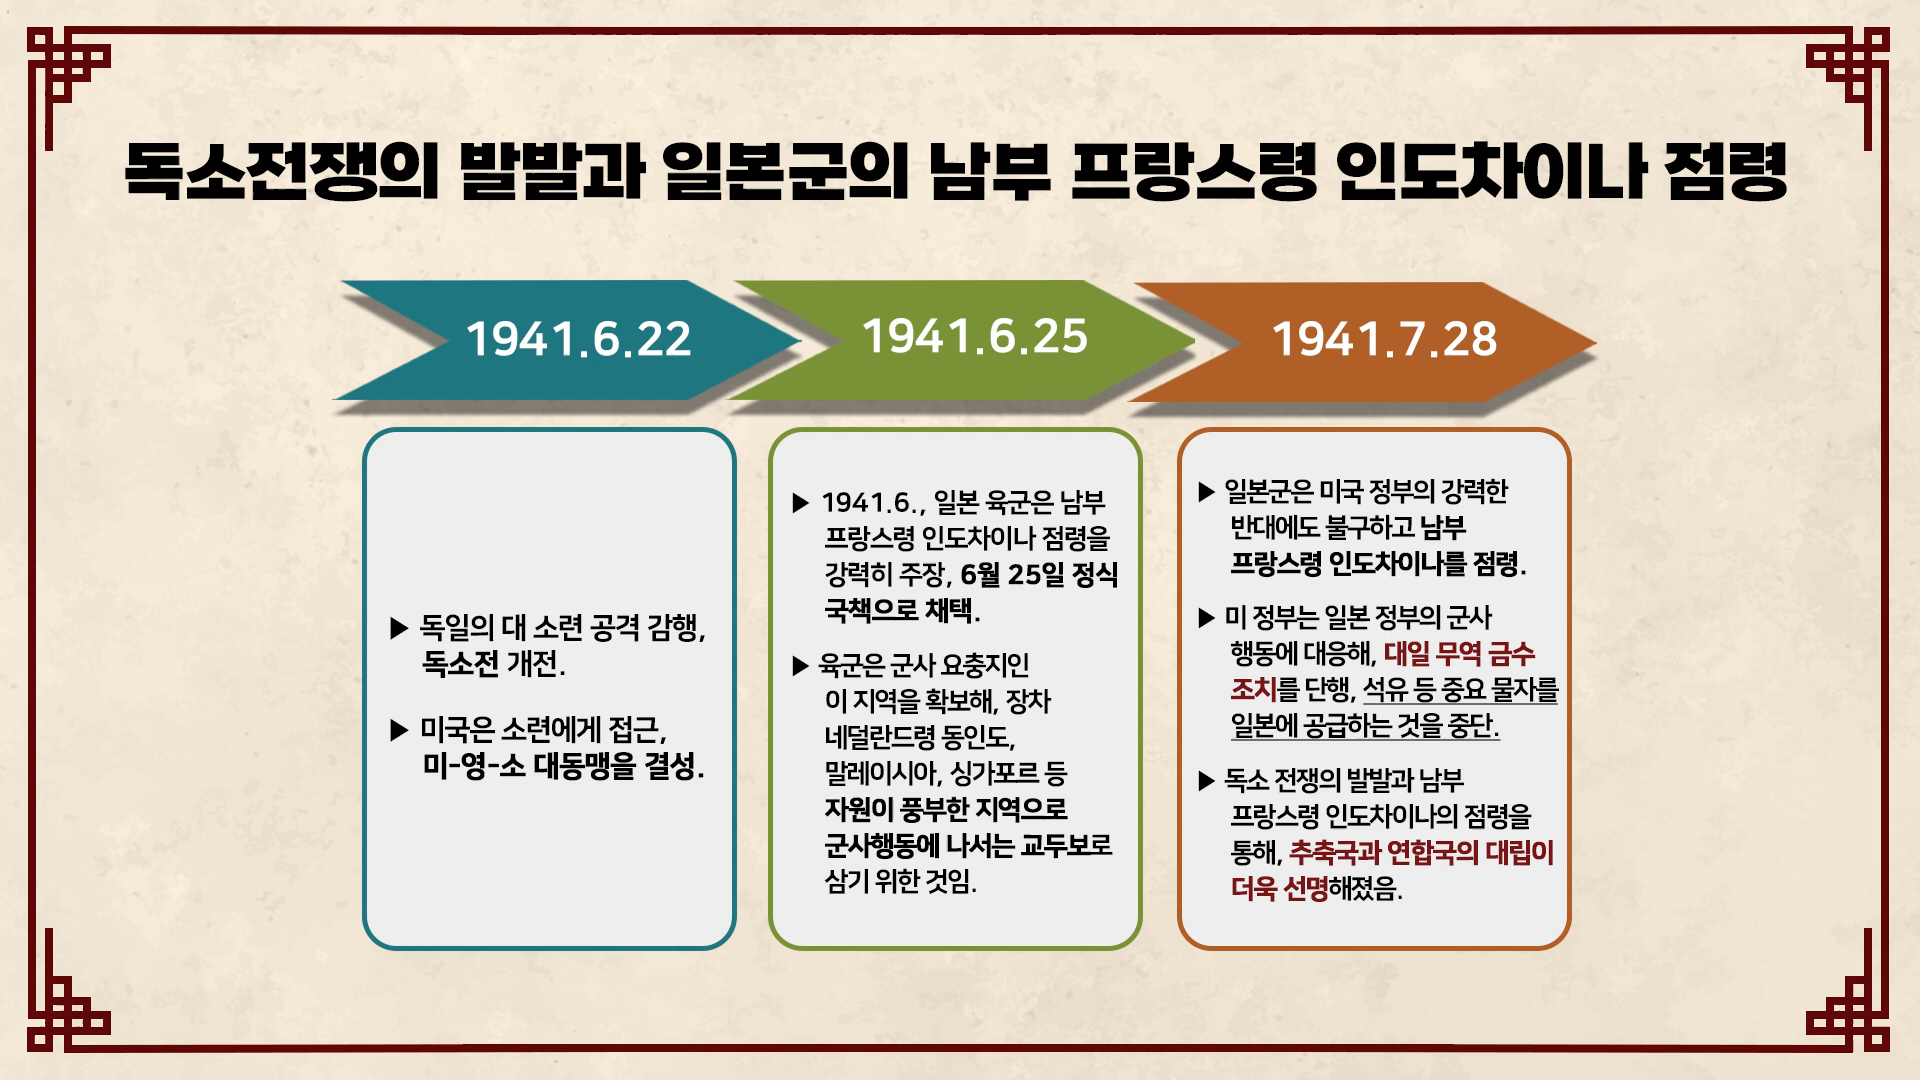 독소전쟁의 발발과 일본군의 남부 프랑스령 인도차이나 점령
1941.6.22
1941.6.25
1941.7.28
▶ 독일의 대 소련 공격 감행,
독소전 개전.
▶ 미국은 소련에게 접근,
미-영-소 대동맹을 결성.
▶ 1941.6., 일본 육군은 남부
프랑스령 인도차이나 점령을
강력히 주장, 6월 25일 정식
국책으로 채택.
▶ 육군은 군사 요충지인
이 지역을 확보해, 장차
네덜란드령 동인도,
말레이시아, 싱가포르 등
자원이 풍부한 지역으로
군사행동에 나서는 교두보로
삼기 위한 것임.
▶ 일본군은 미국 정부의 강력한
반대에도 불구하고 남부
프랑스령 인도차이나를 점령.
▶ 미 정부는 일본 정부의 군사
행동에 대응해, 대일 무역 금수
조치를 단행, 석유 등 중요 물자를
일본에 공급하는 것을 중단.
▶ 독소 전쟁의 발발과 남부
프랑스령 인도차이나의 점령을
통해, 추축국과 연합국의 대립이
더욱 선명해졌음.